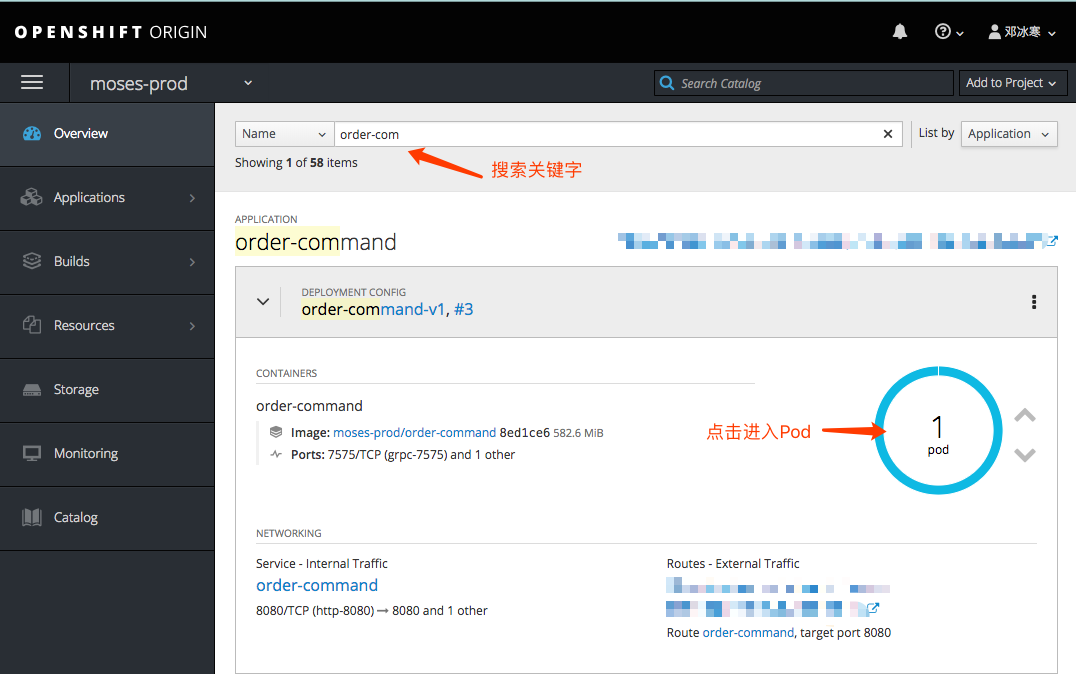 OPENSHIFT ORIGIN
邓冰寒
moses-prod
Search Catalog
Add to Project
Overview
Applications
Builds
Resources
Storage
Monitoring
Catalog
Name
order-com
List by
Application
Showing 1 of 58 items
搜索关键字
APPLICATION
order-command
DEPLOYMENT CONFIG
order-command-v1, #3
CONTAINERS
order-command
Image: moses-prod/order-command 8ed1ce6 582.6 MiB
Ports: 7575/TCP (grpc-7575) and 1 other
点击进入Pod
1
pod
NETWORKING
Service - Internal Traffic
order-command
8080/TCP (http-8080) → 8080 and 1 other
Routes - External Traffic
Route order-command, target port 8080